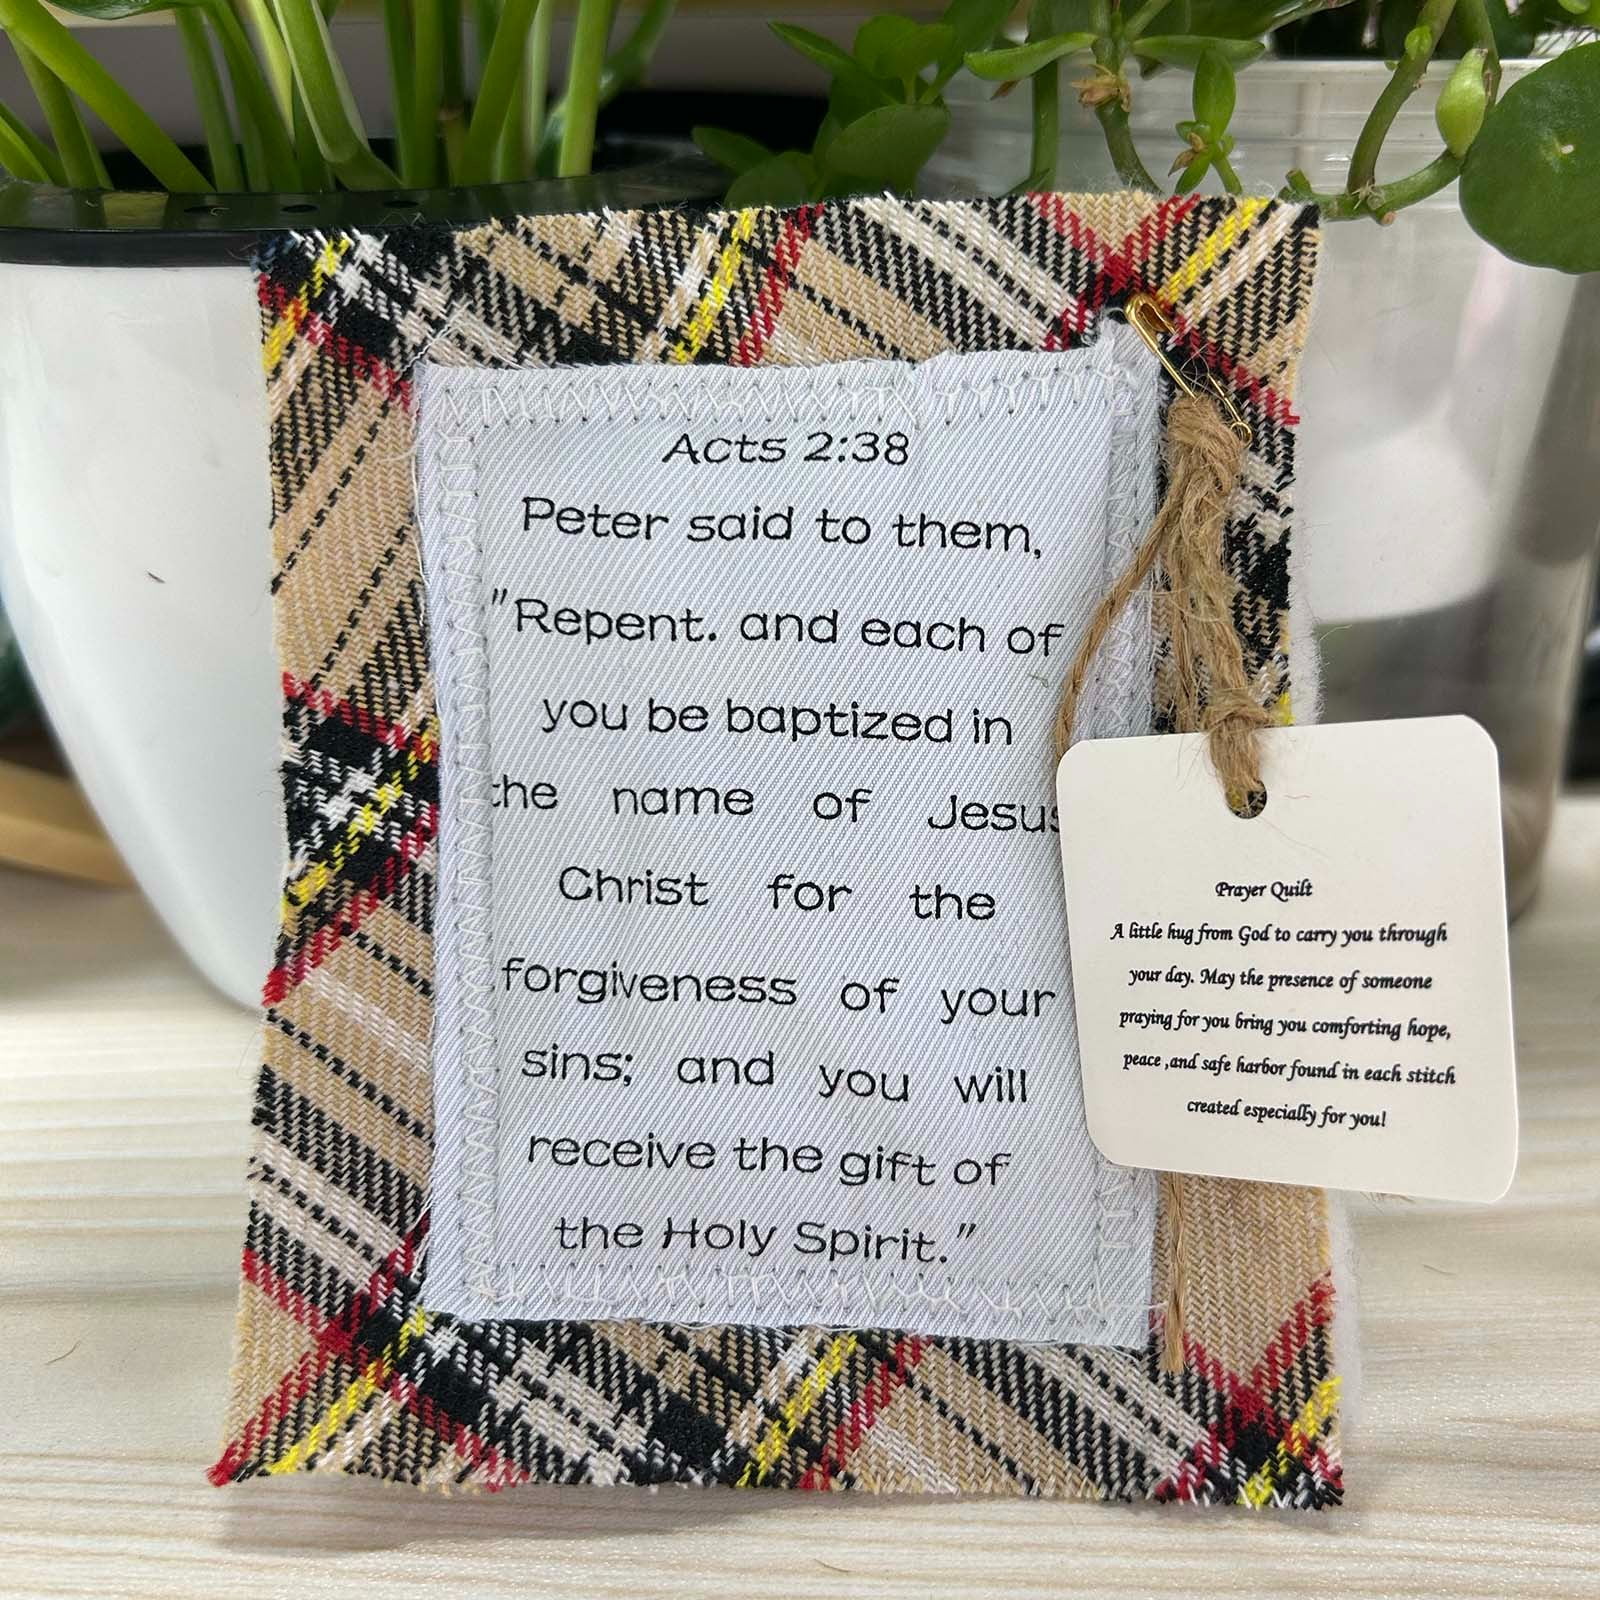 Acts 2:38
Peter said to them,
"Repent. and each of
you be baptized in
the name of Jesus
Christ for the
forgiveness of your
sins; and you will
receive the gift of
the Holy Spirit."
Prayer Quilt
A little hug from God to carry you through
your day. May the presence of someone
praying for you bring you comforting hope,
peace ,and safe harbor found in each stitch
created especially for you!